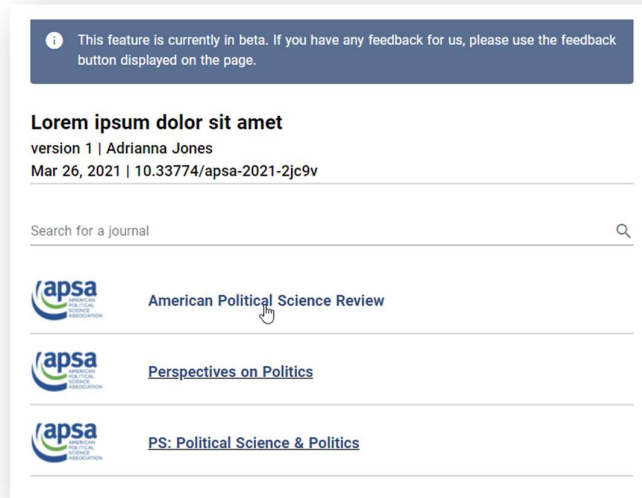 This feature is currently in beta. If you have any feedback for us, please use the feedback
button displayed on the page.
Lorem ipsum dolor sit amet
version 1 | Adrianna Jones
Mar 26, 2021 | 10.33774/apsa-2021-2jc9v
Search for a journal
apsa
AMERICAN
POLITICAL
SCIENCE
ASSOCIATION
American Political Science Review
apsa
AMERICAN
POLITICAL
SCIENCE
ASSOCIATION
Perspectives on Politics
apsa
AMERICAN
POLITICAL
SCIENCE
ASSOCIATION
PS: Political Science & Politics